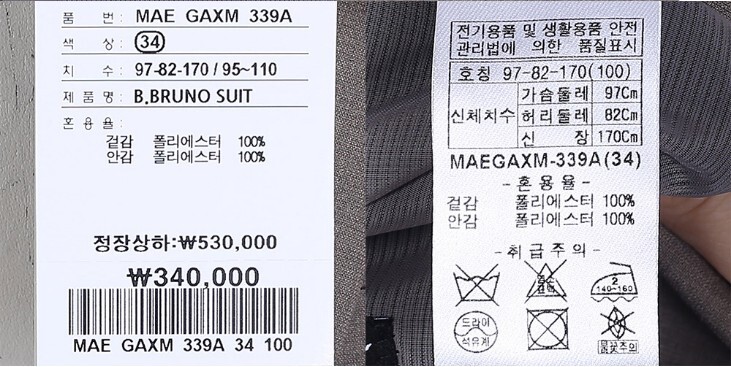 품 번 : MAE GAXM 339A
색 상 : 34
치 수 : 97-82-170 / 95~110
제 품 명 : B.BRUNO SUIT
혼 용 율 :
겉감 폴리에스터 100%
안감 폴리에스터 100%
정장상하:₩530,000
₩340,000
MAE GAXM 339A 34 100
전기용품 및 생활용품 안전
관리법에 의한 품질표시
호칭 97-82-170(100)
신체치수
가슴둘레 97Cm
허리둘레 82Cm
신 장 170Cm
MAEGAXM-339A(34)
- 혼 용 율 -
겉감 폴리에스터 100%
안감 폴리에스터 100%
- 취 급 주 의 -
2
140~160
드라이
석유계